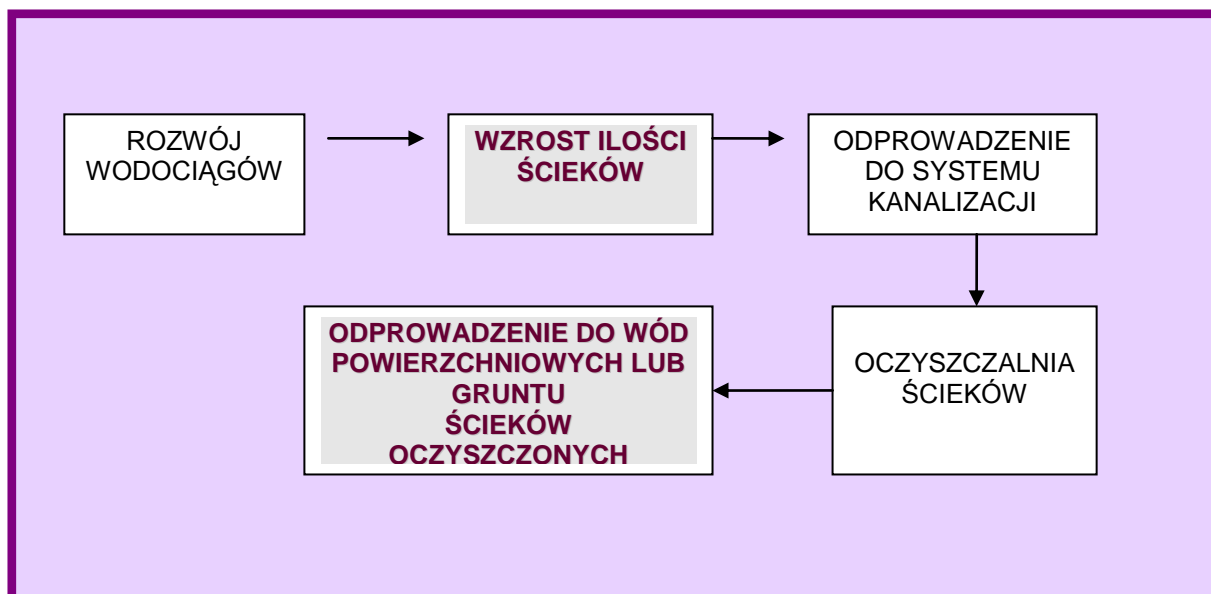 ROZWÓJ
WODOCIĄGÓW
WZROST ILOŚCI
ŚCIEKÓW
ODPROWADZENIE
DO SYSTEMU
KANALIZACJI
OCZYSZCZALNIA
ŚCIEKÓW
ODPROWADZENIE DO WÓD
POWIERZCHNIOWYCH LUB
GRUNTU
ŚCIEKÓW
OCZYSZCZONYCH